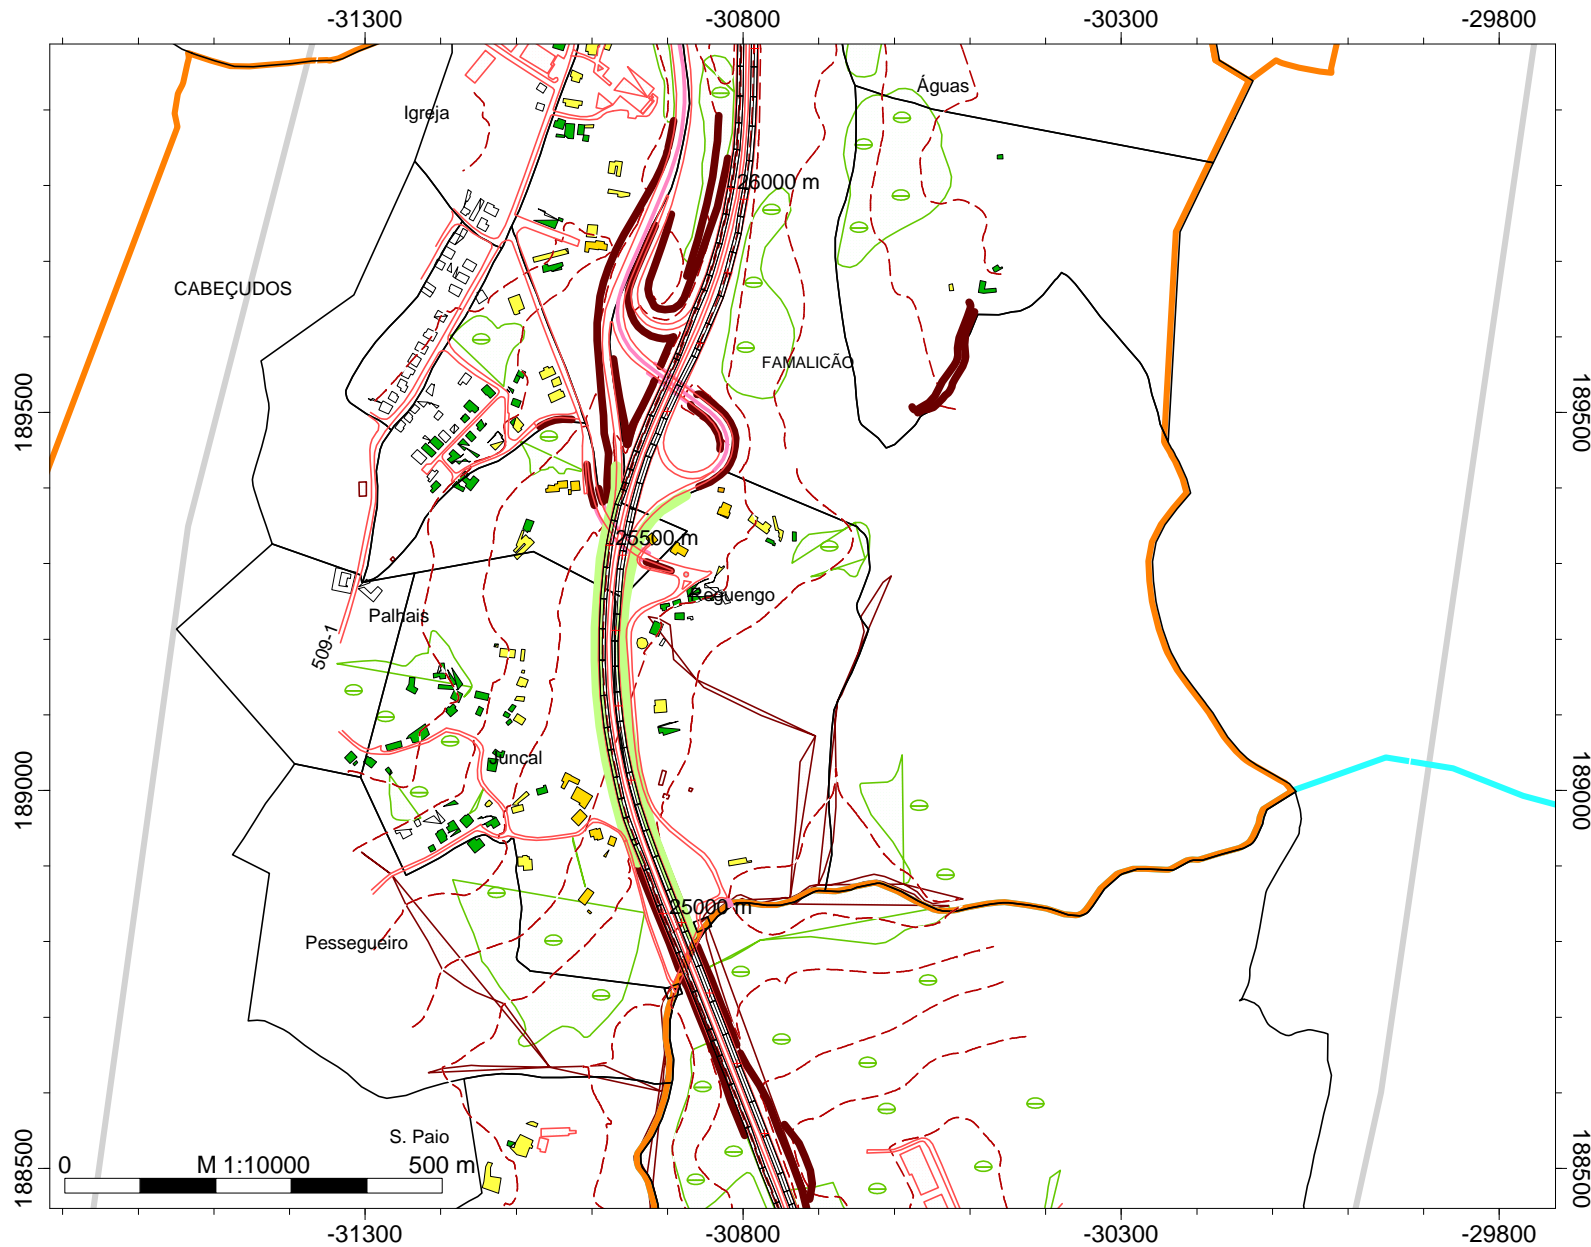 -31300 -30800 -30300 -29800
Águas
Igreja
26000 m
CABEÇUDOS
FAMALICÃO
189500 189500
25500 m
Reguengo
Palhais
509-1
Juncal
189000 189000
25000 m
Pessegueiro
S. Paio
0 M 1:10000 500 m
188500 188500
-31300 -30800 -30300 -29800